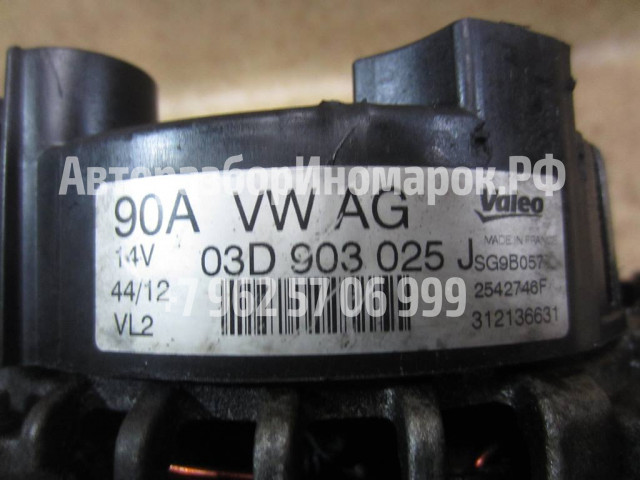 АвторазборИномарок.РФ
90A VW AG
Valeo
14V
03D 903 025 J
MADE IN FRANCE
SG9B057
44/12
+7 962 57 06 999
2542746F
VL2
312136631